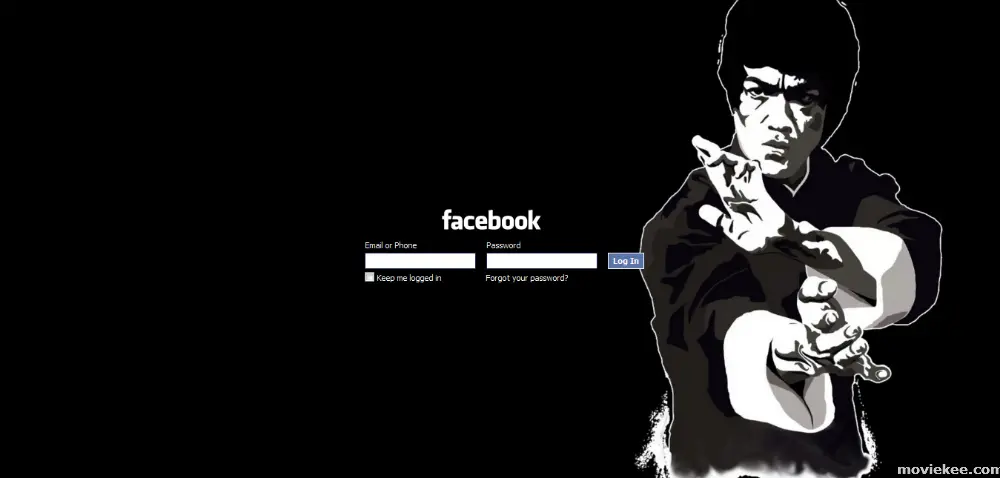 facebook
Email or Phone Password
Log In
Keep me logged in Forgot your password?
moviekee.com